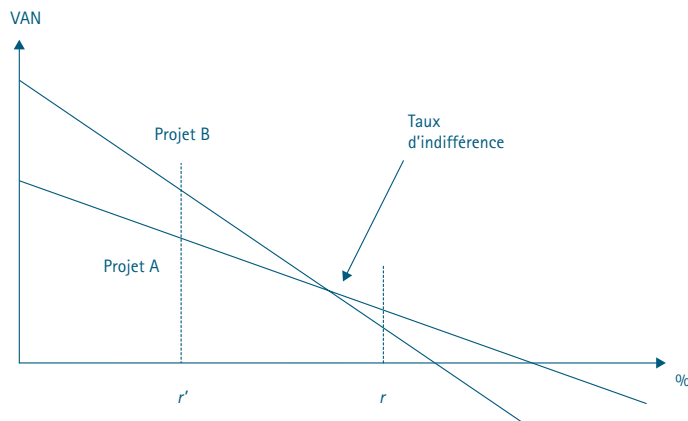 VAN
Taux
d'indifférence
Projet B
Projet A
%
r'
r